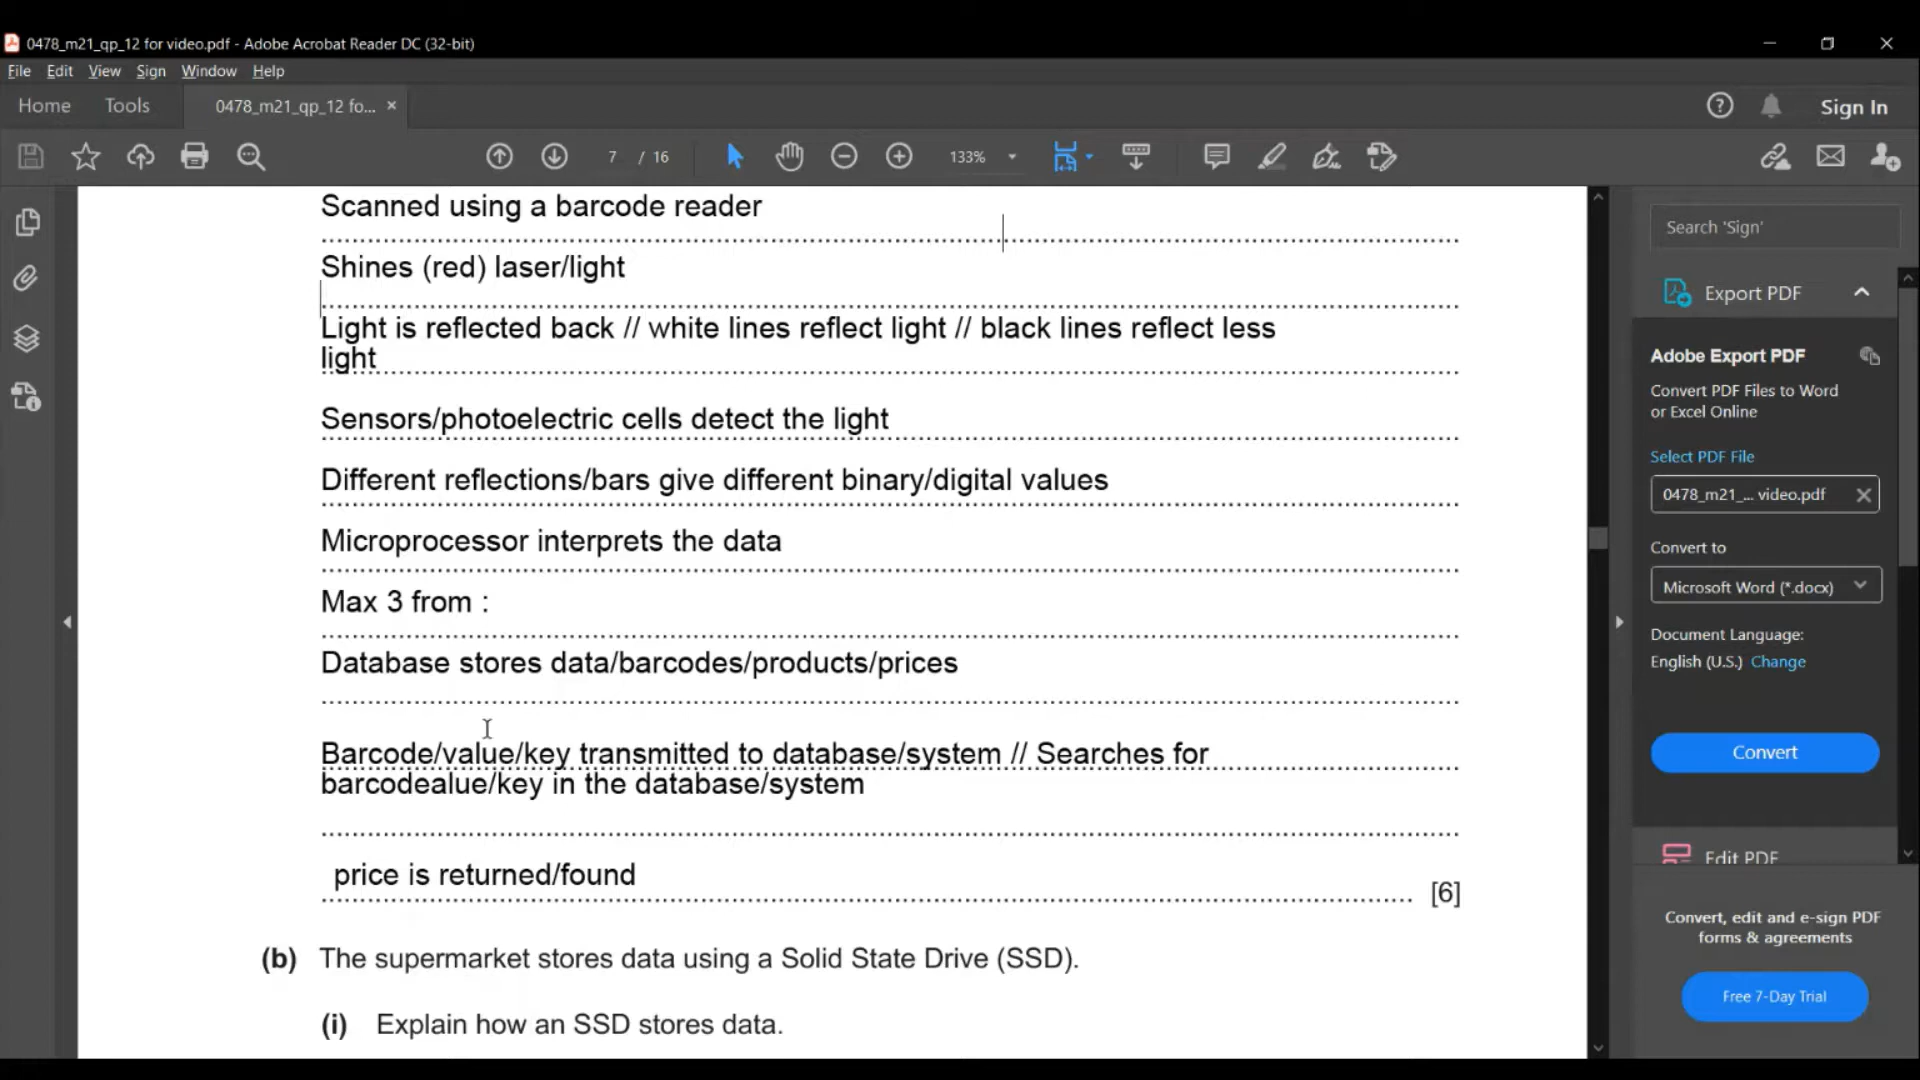 0478_m21_qp_12 for video.pdf - Adobe Acrobat Reader DC (32-bit)
File Edit View Sign Window Help
Home Tools 0478_m21_qp_12 fo... × Sign In
7 / 16 133%
Scanned using a barcode reader
Shines (red) laser/light
Light is reflected back // white lines reflect light // black lines reflect less
light
Sensors/photoelectric cells detect the light
Different reflections/bars give different binary/digital values
Microprocessor interprets the data
Max 3 from :
Database stores data/barcodes/products/prices
Barcode/value/key transmitted to database/system // Searches for
barcodealue/key in the database/system
price is returned/found
[6]
(b) The supermarket stores data using a Solid State Drive (SSD).
(i) Explain how an SSD stores data.
Search 'Sign'
Export PDF
Adobe Export PDF
Convert PDF Files to Word
or Excel Online
Select PDF File
0478_m21_... video.pdf
Convert to
Microsoft Word (*.docx)
Document Language:
English (U.S.) Change
Convert
Edit PDF
Convert, edit and e-sign PDF
forms & agreements
Free 7-Day Trial